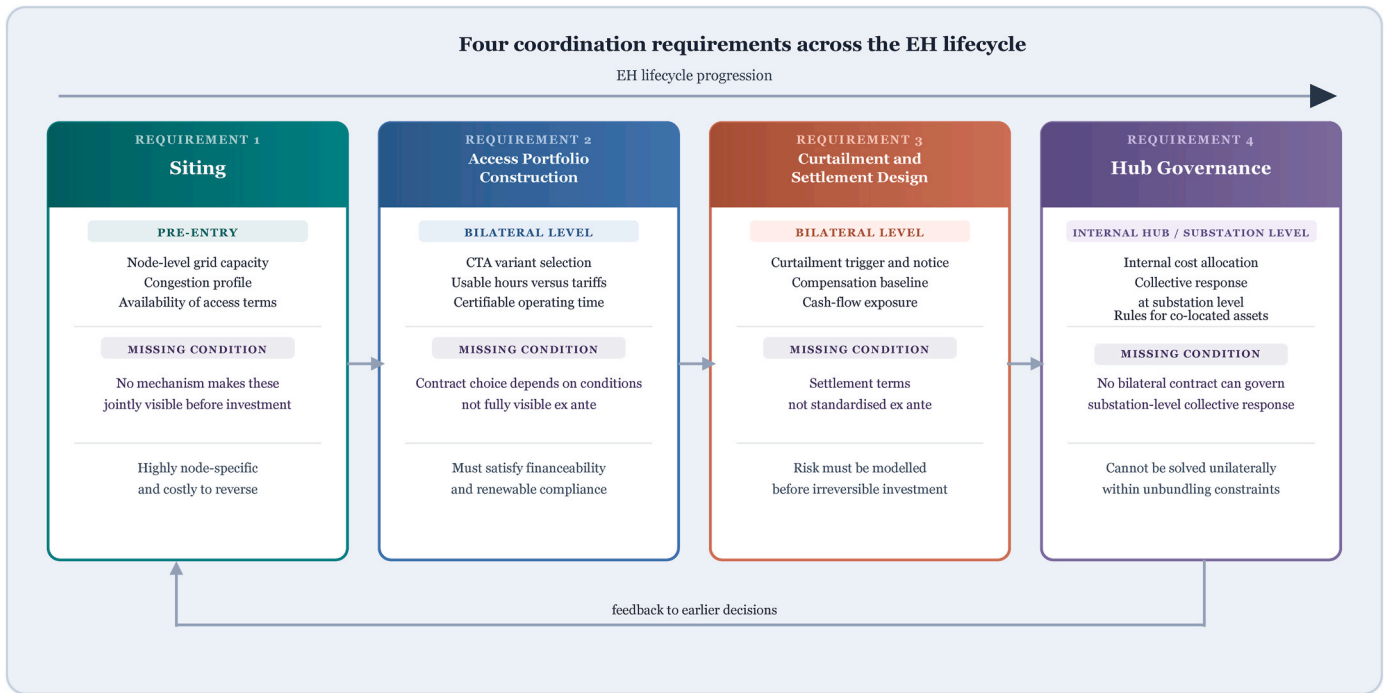 Four coordination requirements across the EH lifecycle
EH lifecycle progression
REQUIREMENT 1
Siting
PRE-ENTRY
Node-level grid capacity
Congestion profile
Availability of access terms
MISSING CONDITION
No mechanism makes these
jointly visible before investment
Highly node-specific
and costly to reverse
REQUIREMENT 2
Access Portfolio
Construction
BILATERAL LEVEL
CTA variant selection
Usable hours versus tariffs
Certifiable operating time
MISSING CONDITION
Contract choice depends on conditions
not fully visible ex ante
Must satisfy financeability
and renewable compliance
REQUIREMENT 3
Curtailment and
Settlement Design
BILATERAL LEVEL
Curtailment trigger and notice
Compensation baseline
Cash-flow exposure
MISSING CONDITION
Settlement terms
not standardised ex ante
Risk must be modelled
before irreversible investment
REQUIREMENT 4
Hub Governance
INTERNAL HUB / SUBSTATION LEVEL
Internal cost allocation
Collective response
at substation level
Rules for co-located assets
MISSING CONDITION
No bilateral contract can govern
substation-level collective response
Cannot be solved unilaterally
within unbundling constraints
feedback to earlier decisions